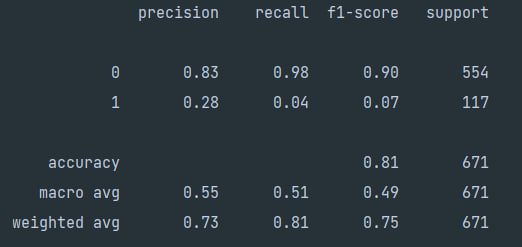 precision recall f1-score support
0 0.83 0.98 0.90 554
1 0.28 0.04 0.07 117
accuracy 0.81 671
macro avg 0.55 0.51 0.49 671
weighted avg 0.73 0.81 0.75 671